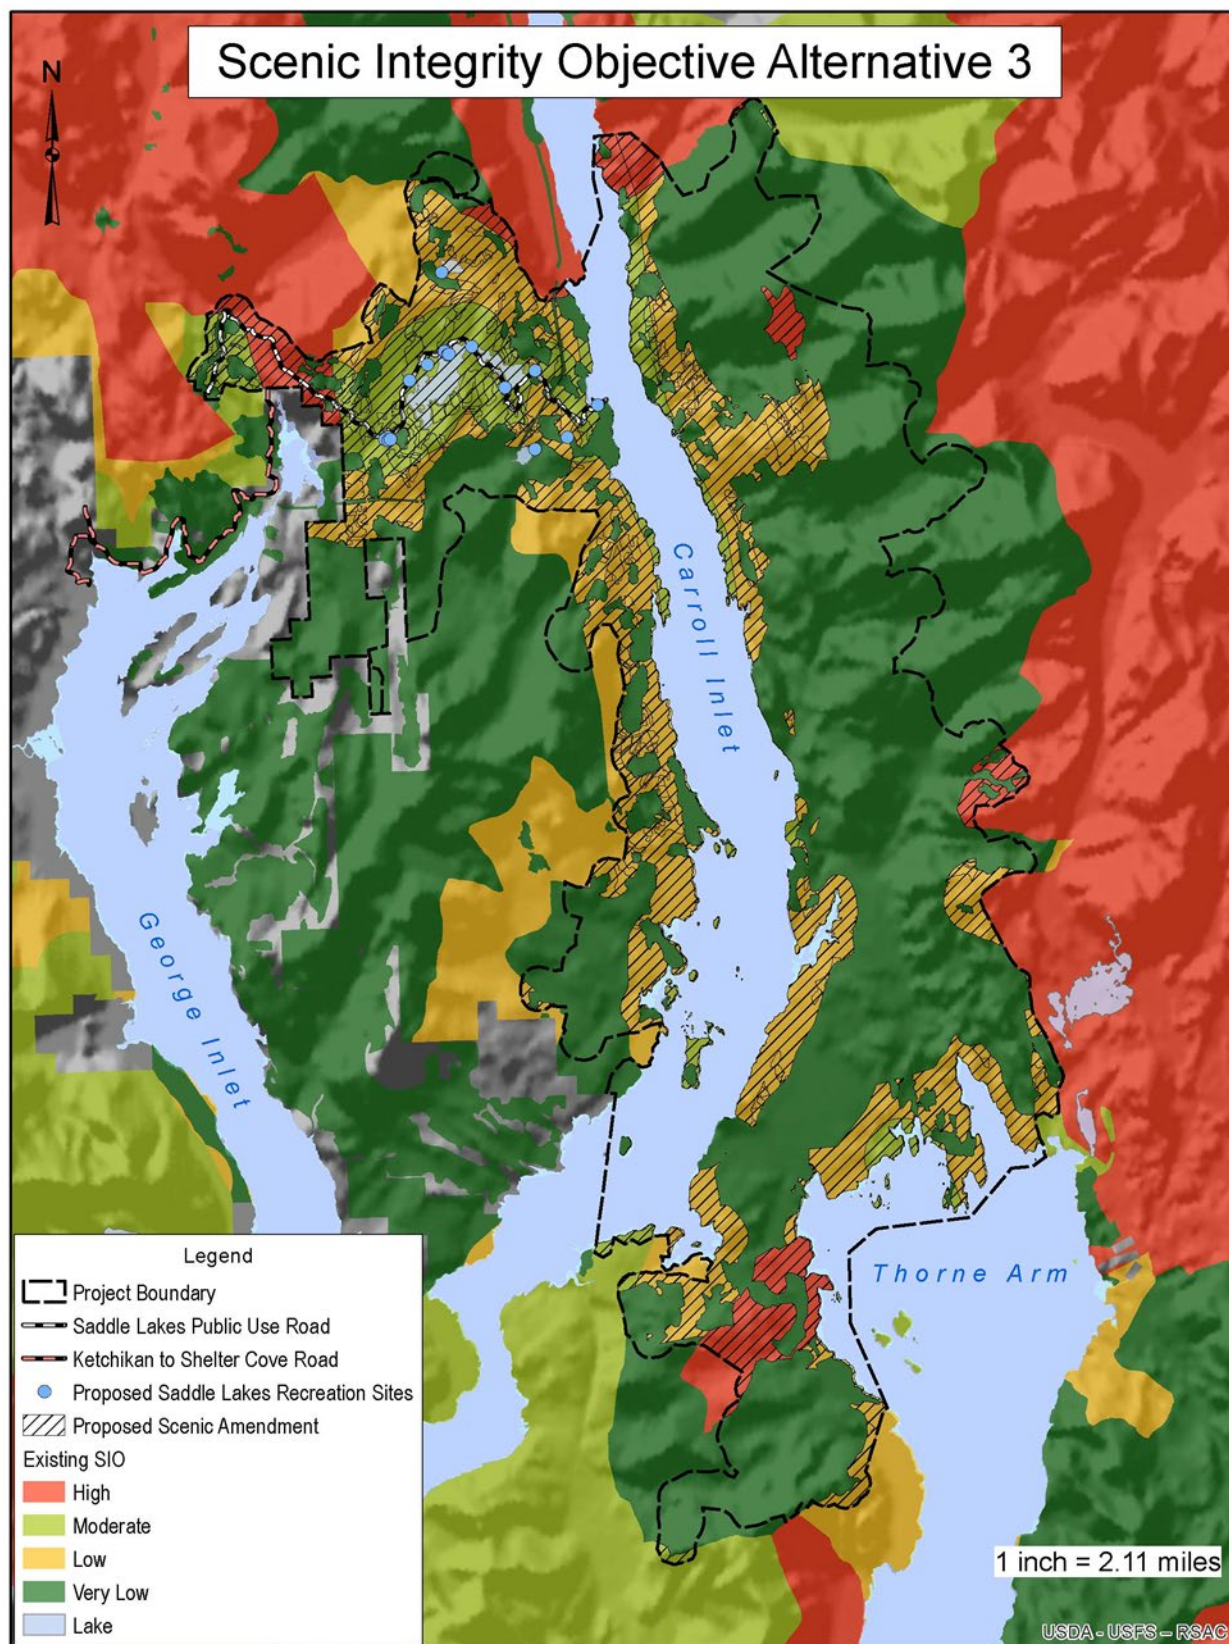 Scenic Integrity Objective Alternative 3
N
Carroll Inlet
George Inlet
Thorne Arm
Legend
Project Boundary
Saddle Lakes Public Use Road
Ketchikan to Shelter Cove Road
Proposed Saddle Lakes Recreation Sites
Proposed Scenic Amendment
Existing SIO
High
Moderate
Low
Very Low
Lake
1 inch = 2.11 miles
USDA - USFS – RSAC